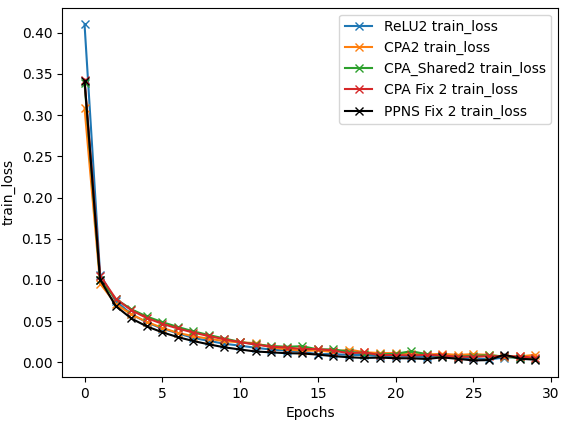 ReLU2 train_loss
CPA2 train_loss
CPA_Shared2 train_loss
CPA Fix 2 train_loss
PPNS Fix 2 train_loss
train_loss
0.40
0.35
0.30
0.25
0.20
0.15
0.10
0.05
0.00
0 5 10 15 20 25 30
Epochs